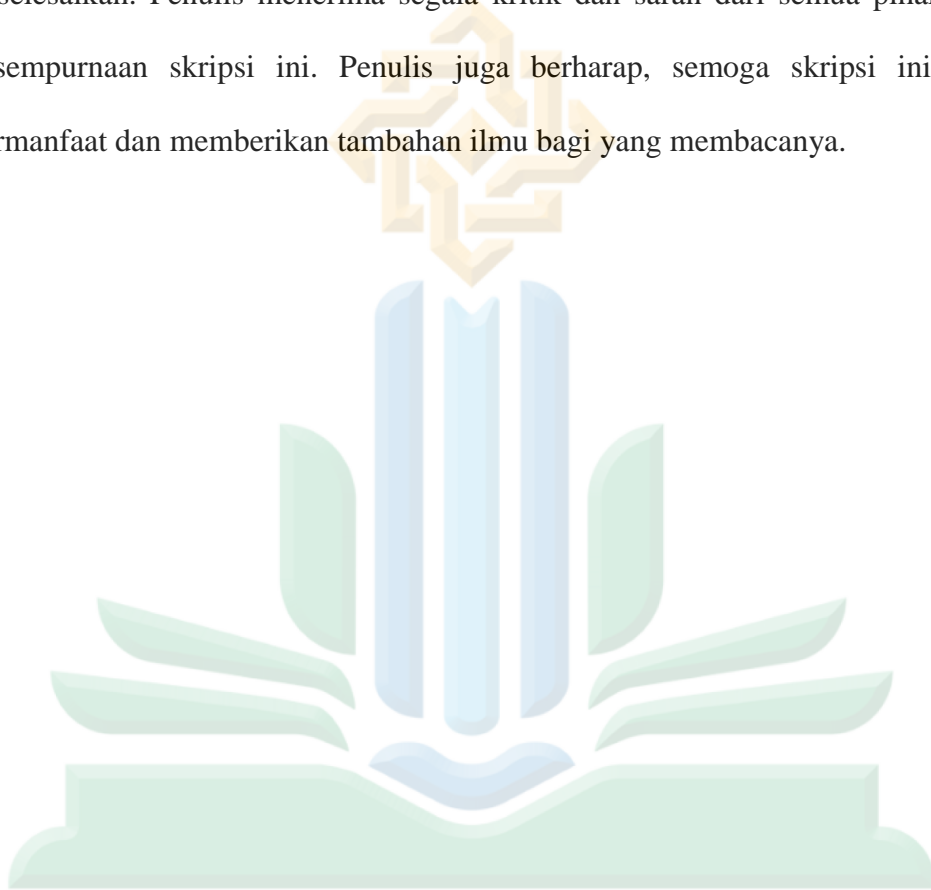 selesaikan. Penulis menerima segala kritik dan saran dari semua pihak
sempurnaan skripsi ini. Penulis juga berharap, semoga skripsi ini
rmanfaat dan memberikan tambahan ilmu bagi yang membacanya.